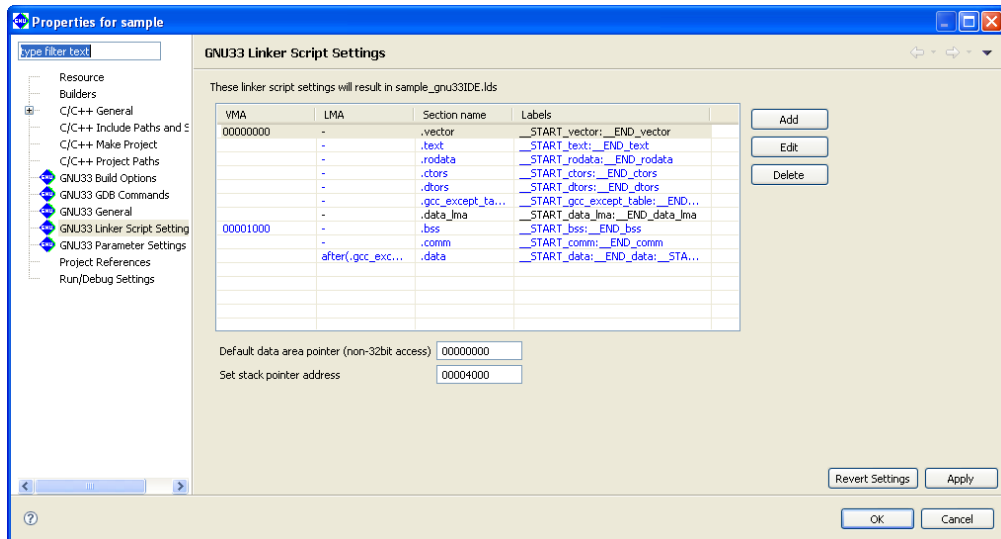 Properties for sample
type filter text
Resource
Builders
C/C++ General
C/C++ Include Paths and S
C/C++ Make Project
C/C++ Project Paths
GNU33 Build Options
GNU33 GDB Commands
GNU33 General
GNU33 Linker Script Setting
GNU33 Parameter Settings
Project References
Run/Debug Settings
GNU33 Linker Script Settings
These linker script settings will result in sample_gnu33IDE.lds
VMA LMA Section name Labels
00000000 - .vector __START_vector:__END_vector
- .text __START_text:__END_text
- .rodata __START_rodata:__END_rodata
- .ctors __START_ctors:__END_ctors
- .dtors __START_dtors:__END_dtors
- .gcc_except_ta... __START_gcc_except_table:__END...
- .data_lma __START_data_lma:__END_data_lma
00001000 - .bss __START_bss:__END_bss
- .comm __START_comm:__END_comm
after(.gcc_exc... .data __START_data:__END_data:__STA...
Add
Edit
Delete
Default data area pointer (non-32bit access) 00000000
Set stack pointer address 00004000
Revert Settings Apply
OK Cancel